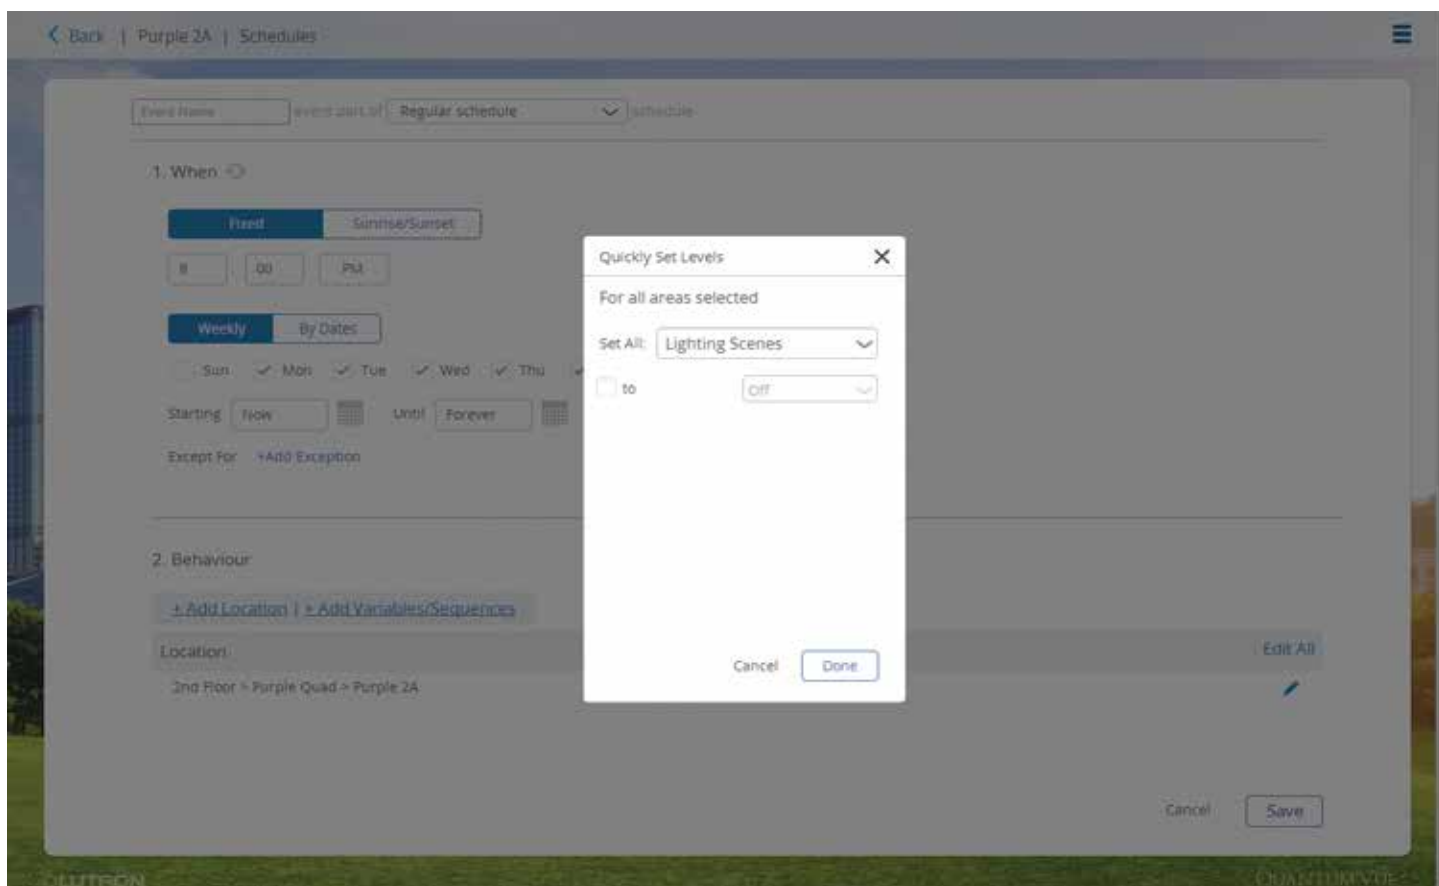 Back | Purple 2A | Schedules
Event Name event part of Regular schedule schedule
1. When
Fixed Sunrise/Sunset
8 : 00 PM
Weekly By Dates
Sun Mon Tue Wed Thu
Starting Now Until Forever
Except For +Add Exception
2. Behaviour
+ Add Location | + Add Variables/Sequences
Location Edit All
2nd Floor > Purple Quad > Purple 2A
Cancel Save
Quickly Set Levels
For all areas selected
Set All: Lighting Scenes
to Off
Cancel Done
LUTRON QUANTUM VUE